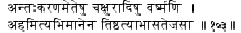 अन्तःकरणमेतेषु चक्षुरादिषु वर्ष्मणि ।
अहमित्यभिमानेन तिष्ठत्याभासतेजसा ॥ १०३॥